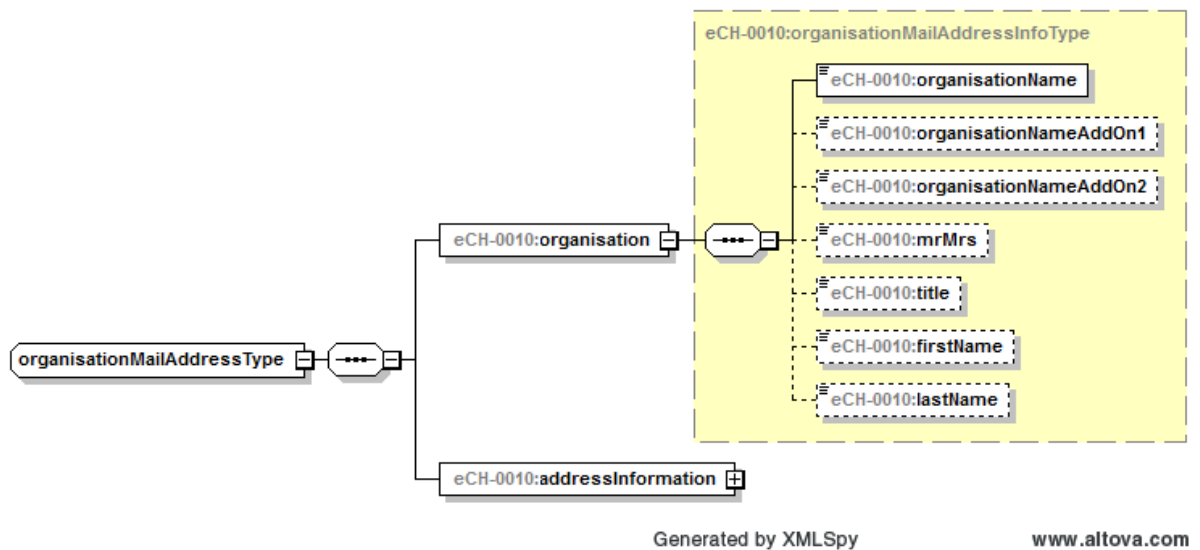 eCH-0010:organisationMailAddressInfoType
eCH-0010:organisationName
eCH-0010:organisationNameAddOn1
eCH-0010:organisationNameAddOn2
eCH-0010:organisation
eCH-0010:mrMrs
eCH-0010:title
organisationMailAddressType
eCH-0010:firstName
eCH-0010:lastName
eCH-0010:addressInformation
Generated by XMLSpy www.altova.com